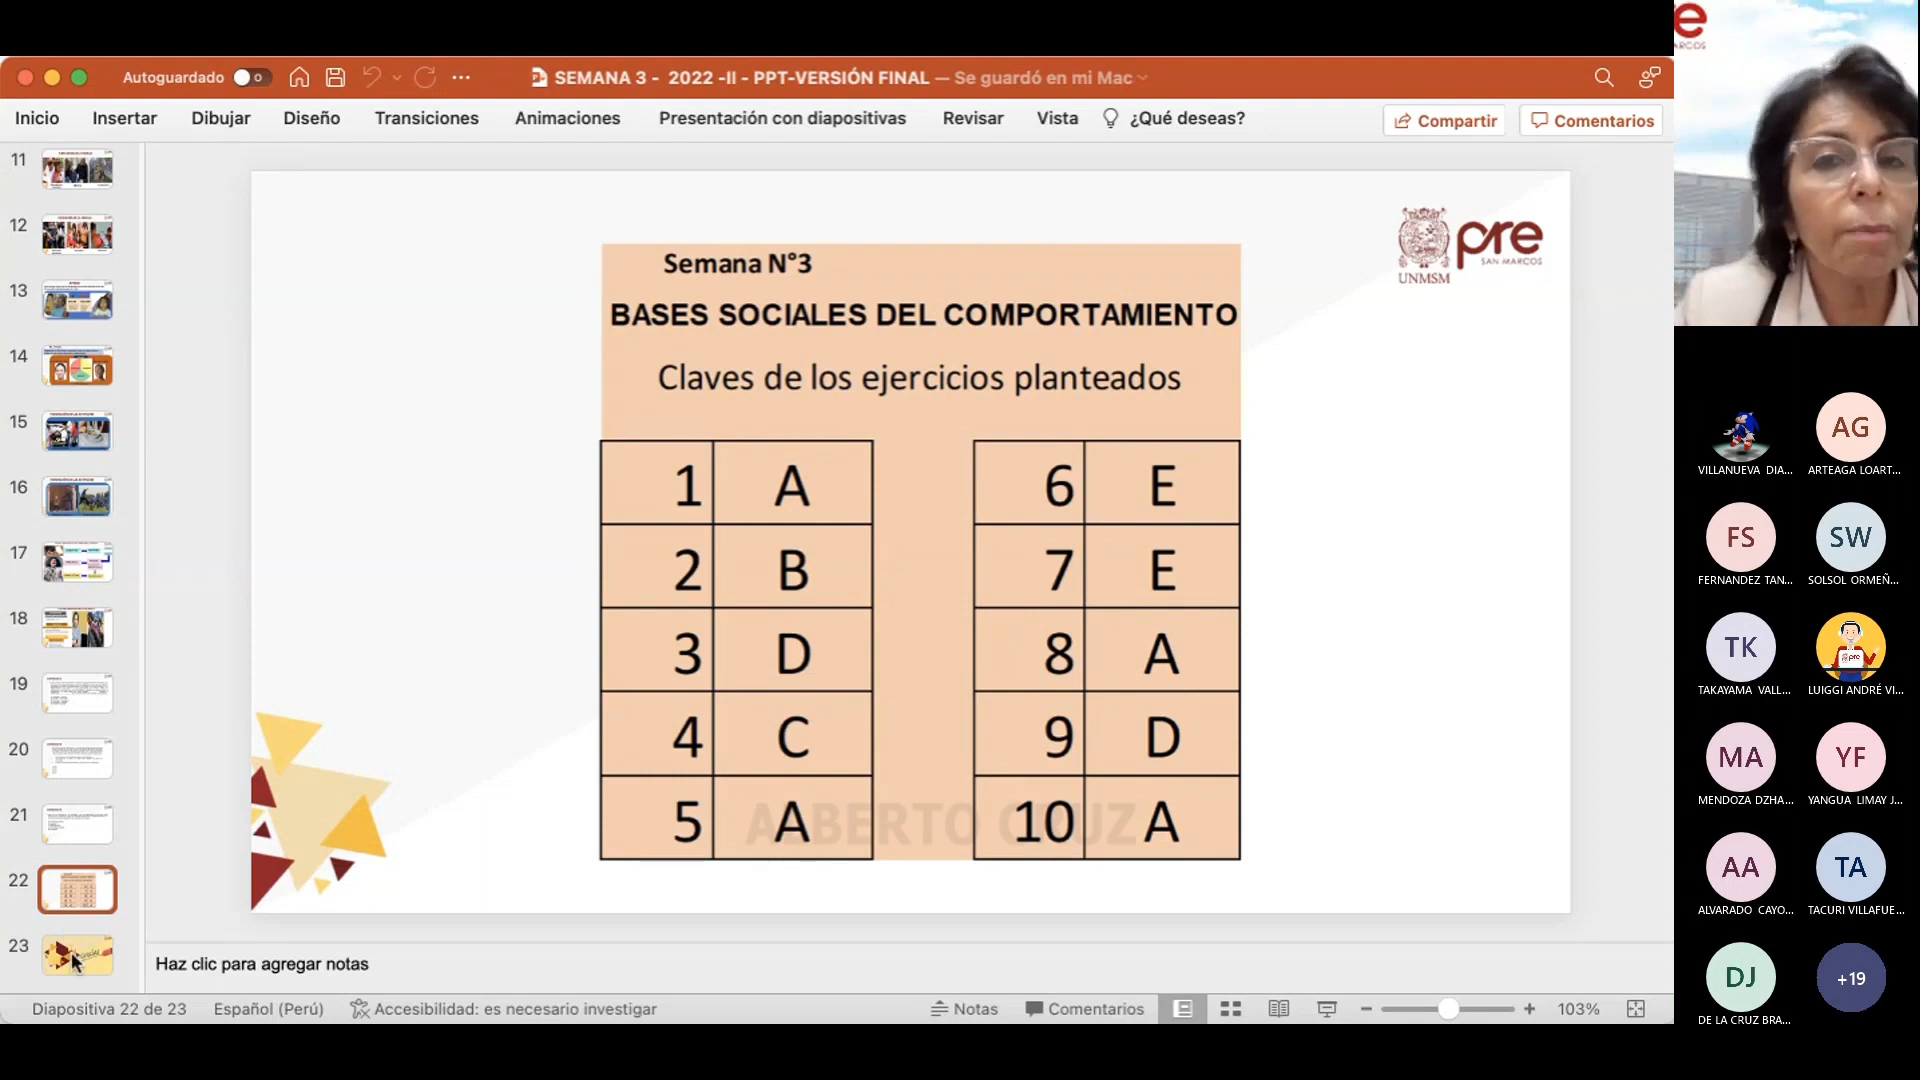 Autoguardado
SEMANA 3 - 2022 -II - PPT-VERSIÓN FINAL — Se guardó en mi Mac
Inicio Insertar Dibujar Diseño Transiciones Animaciones Presentación con diapositivas Revisar Vista ¿Qué deseas? Compartir Comentarios
11
12
13
14
15
16
17
18
19
20
21
22
23
pre
SAN MARCOS
UNMSM
Semana N°3
BASES SOCIALES DEL COMPORTAMIENTO
Claves de los ejercicios planteados
1 A 6 E
2 B 7 E
3 D 8 A
4 C 9 D
5 A 10 A
ALBERTO CRUZ
Haz clic para agregar notas
Diapositiva 22 de 23 Español (Perú) Accesibilidad: es necesario investigar Notas Comentarios 103%
VILLANUEVA DIA...
AG
ARTEAGA LOART...
FS
FERNANDEZ TAN...
SW
SOLSOL ORMEÑ...
TK
TAKAYAMA VALL...
LUIGGI ANDRÉ VI...
MA
MENDOZA DZHA...
YF
YANGUA LIMAY J...
AA
ALVARADO CAYO...
TA
TACURI VILLAFUE...
DJ
DE LA CRUZ BRA...
+19